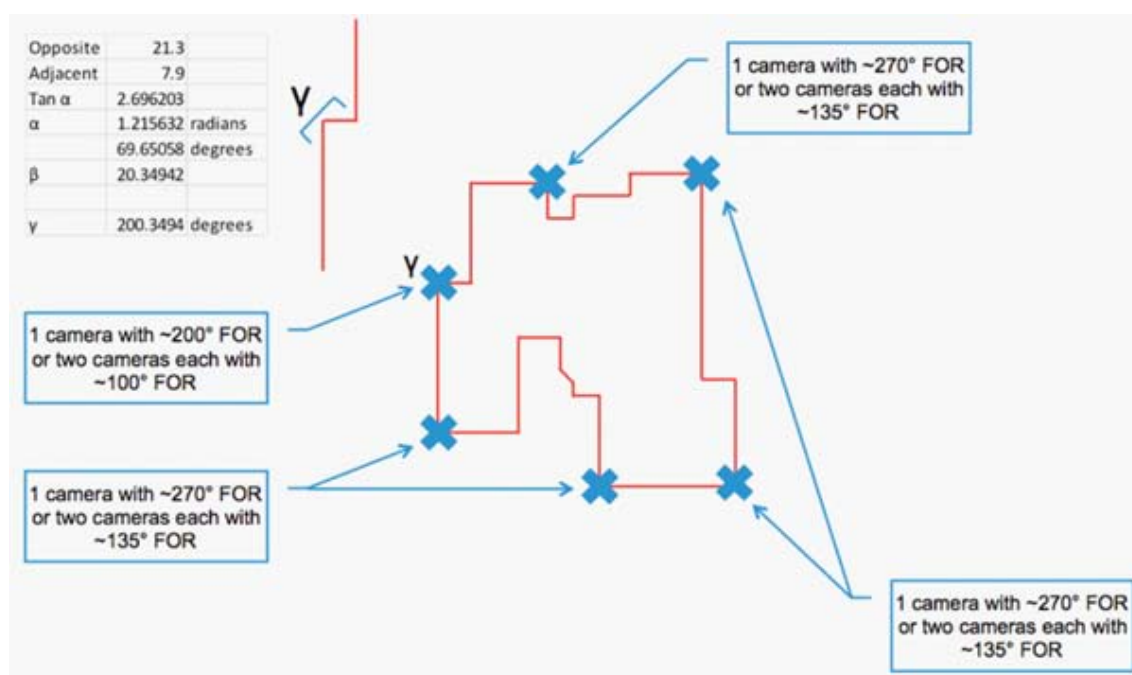 Opposite 21.3
Adjacent 7.9
Tan α 2.696203
α 1.215632 radians
69.65058 degrees
β 20.34942
γ 200.3494 degrees
γ
1 camera with ~270° FOR
or two cameras each with
~135° FOR
γ
1 camera with ~200° FOR
or two cameras each with
~100° FOR
1 camera with ~270° FOR
or two cameras each with
~135° FOR
1 camera with ~270° FOR
or two cameras each with
~135° FOR